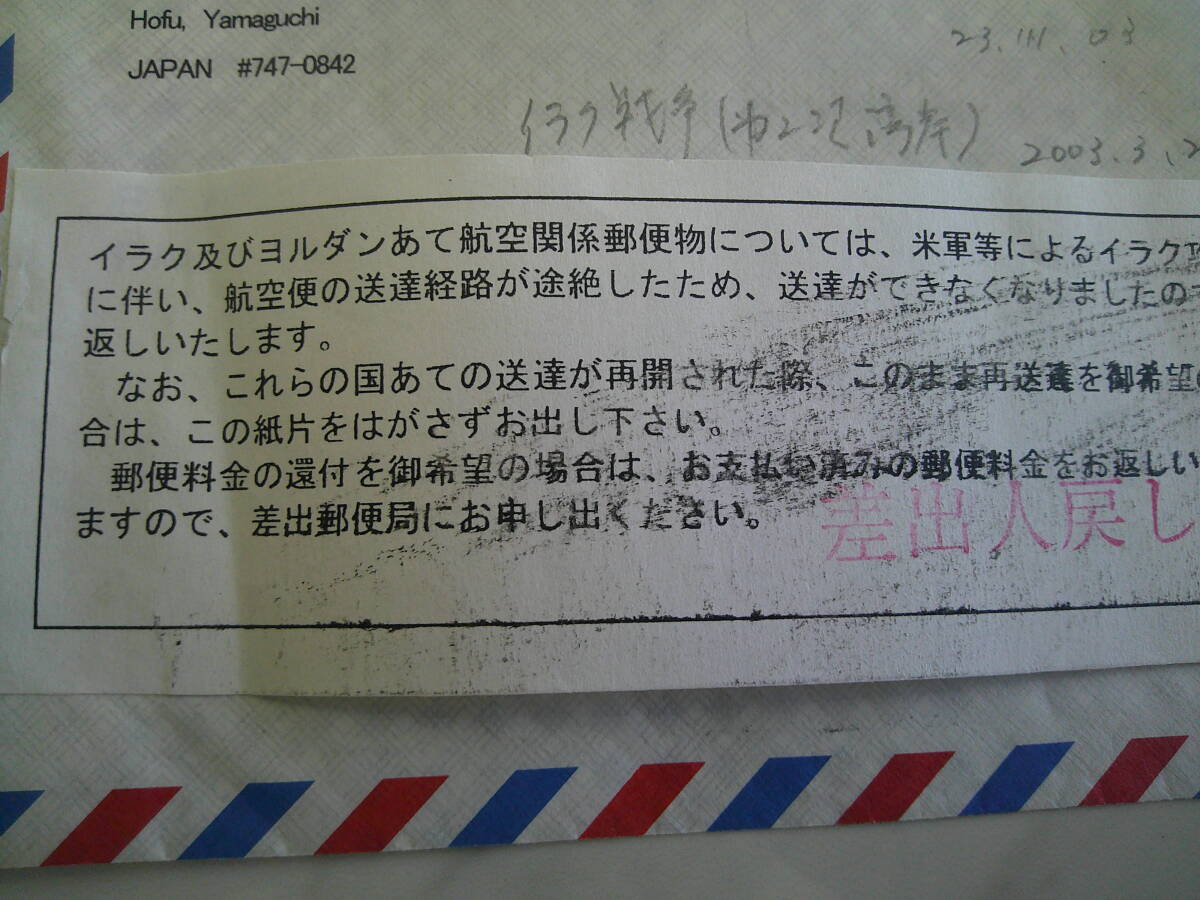 Hofu, Yamaguchi
JAPAN #747-0842
23.III.03
イラク戦争(
2003.3.2
イラク及びヨルダンあて航空関係郵便物については、米軍等によるイラク
に伴い、航空便の送達経路が途絶したため、送達ができなくなりましたの
返しいたします。
なお、これらの国あての送達が再開された際、このまま再送達を御希望
合は、この紙片をはがさずお出し下さい。
郵便料金の還付を御希望の場合は、お支払い済みの郵便料金をお返しい
ますので、差出郵便局にお申し出ください。
差出人戻し